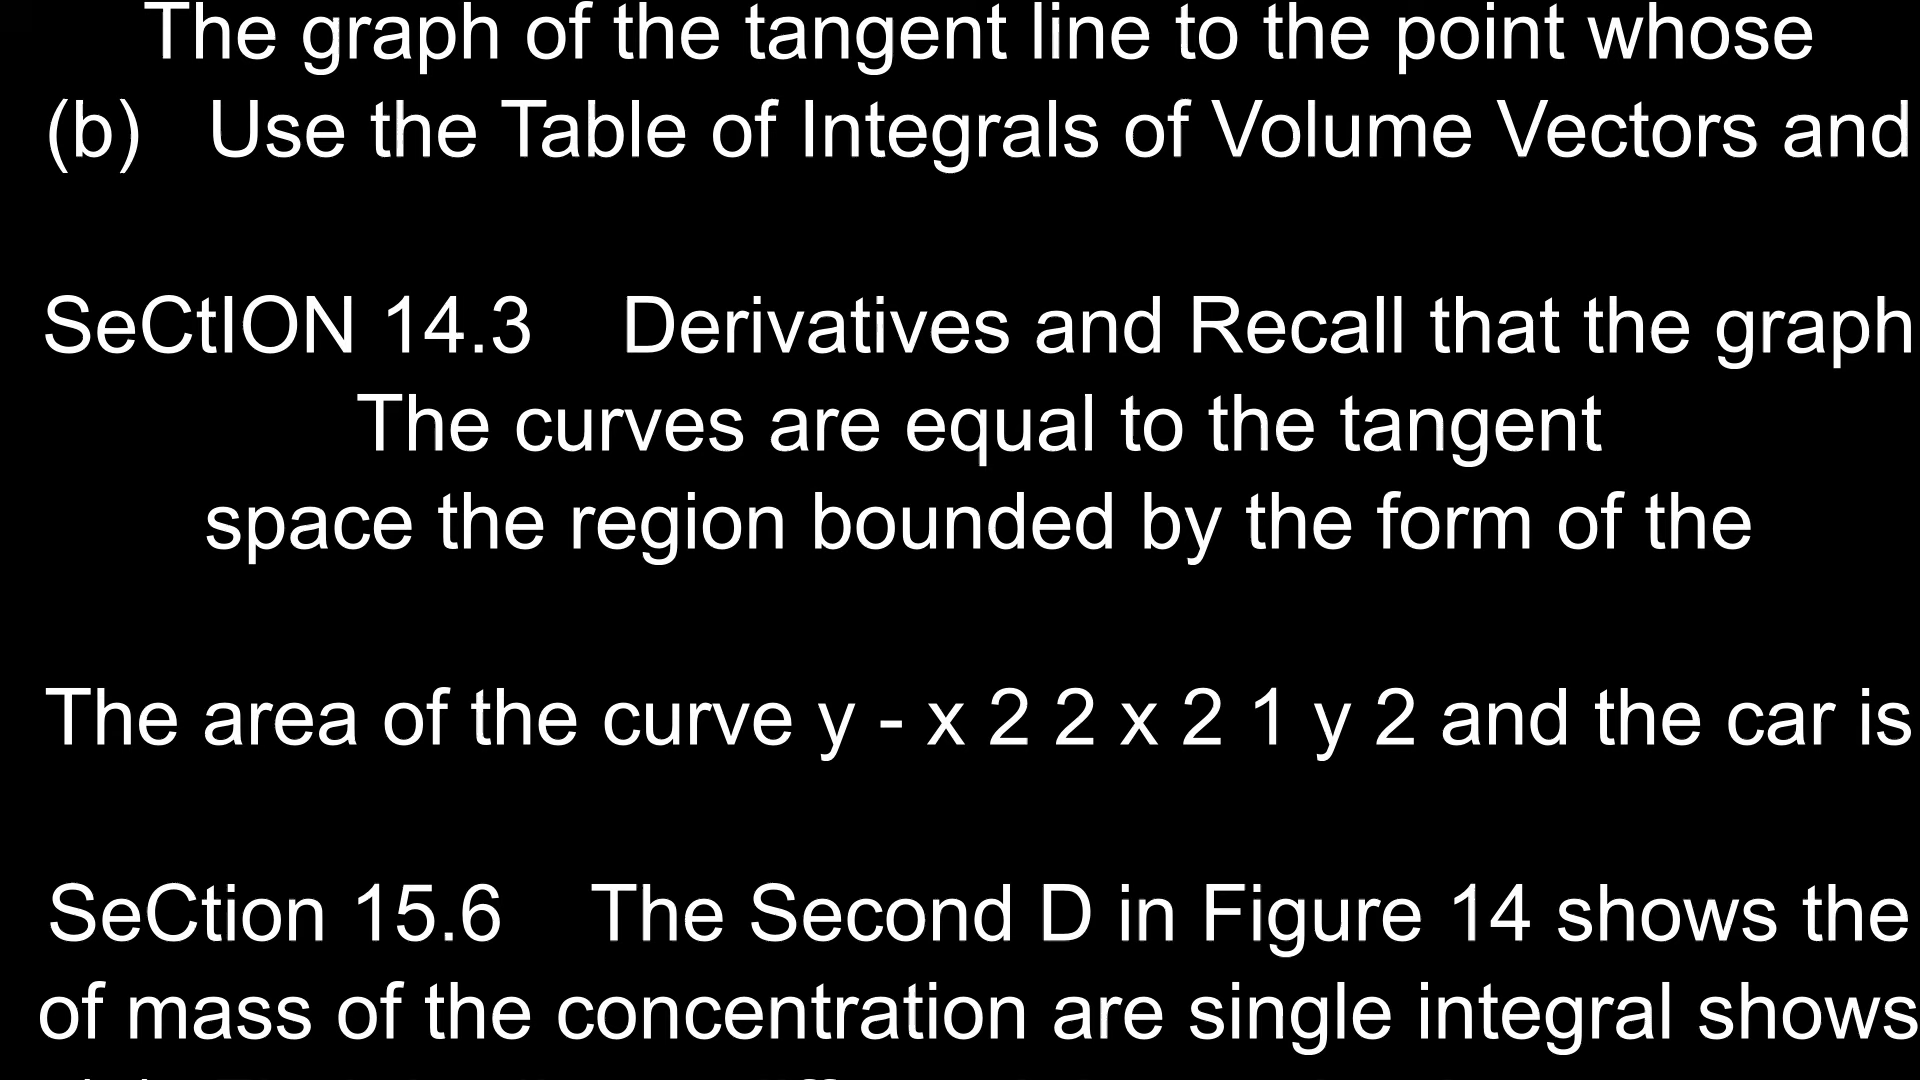 The graph of the tangent line to the point whose
(b) Use the Table of Integrals of Volume Vectors and
SeCtION 14.3 Derivatives and Recall that the graph
The curves are equal to the tangent
space the region bounded by the form of the
The area of the curve y - x 2 2 x 2 1 y 2 and the car is
SeCtion 15.6 The Second D in Figure 14 shows the
of mass of the concentration are single integral shows